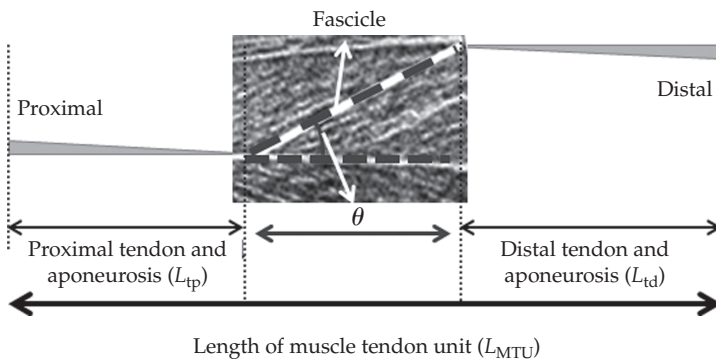 Fascicle
Proximal
Distal
θ
Proximal tendon and
aponeurosis (Ltp)
Distal tendon and
aponeurosis (Ltd)
Length of muscle tendon unit (LMTU)